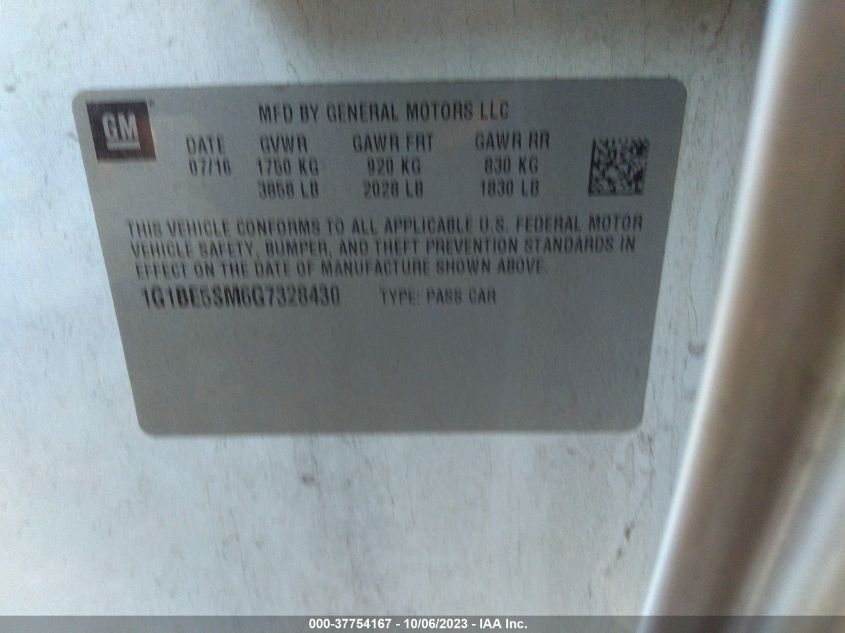 GM
MFD BY GENERAL MOTORS LLC
DATE GVWR GAWR FRT GAWR RR
07/16 1750 KG 920 KG 830 KG
3858 LB 2028 LB 1830 LB
THIS VEHICLE CONFORMS TO ALL APPLICABLE U.S. FEDERAL MOTOR
VEHICLE SAFETY, BUMPER, AND THEFT PREVENTION STANDARDS IN
EFFECT ON THE DATE OF MANUFACTURE SHOWN ABOVE.
1G1BE5SM6G7328430 TYPE: PASS CAR
000-37754167 - 10/06/2023 - IAA Inc.